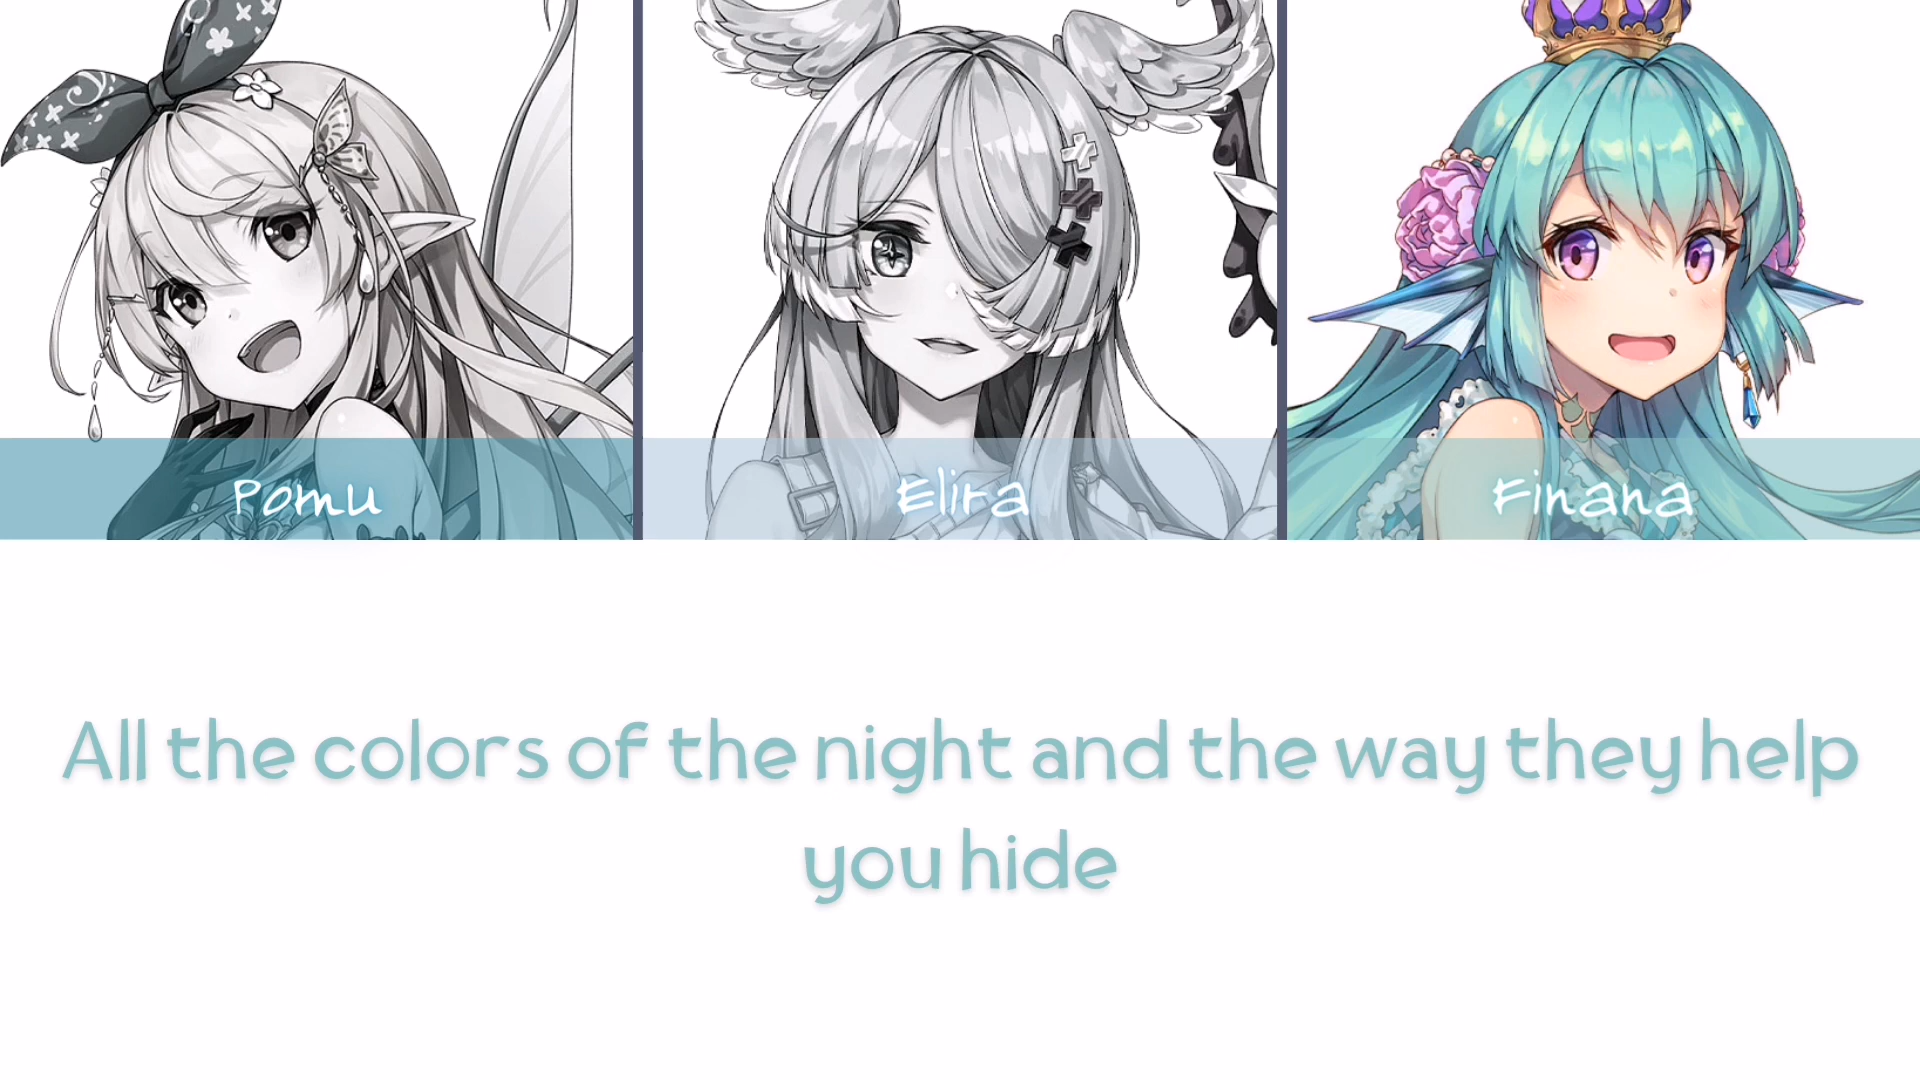 Pomu
Elira
Finana
All the colors of the night and the way they help
you hide